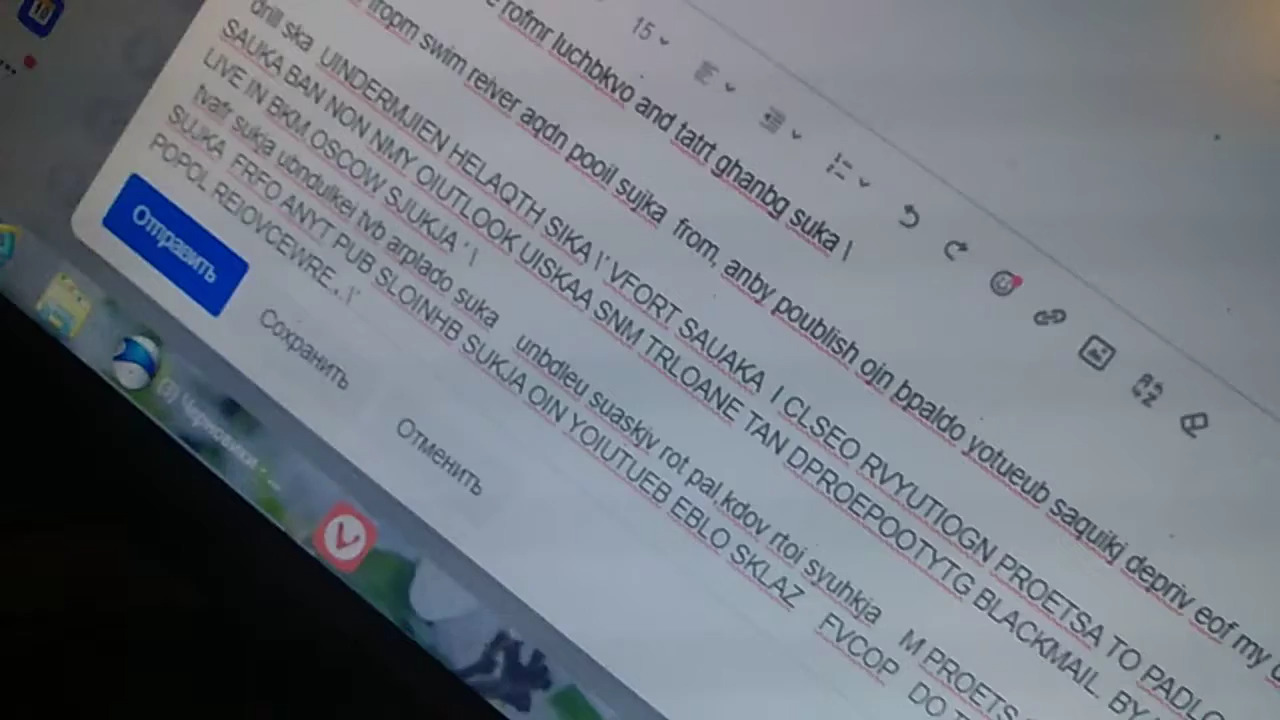 15
rofmr luchbkvo and tatrt ghanbg suka \
swim reiver aqdn pooil sujka from, anby poublish ojn bpaldo yotueub saquikj depriv eof my
drill ska UINDERMJIEN HELAQTH SIKA \' VFORT SAUAKA I CLSEO RVYUTIOGN PROETSA TO PADLO
SAUKA BAN NON NMY OIUTLOOK UISKAA SNM TRLOANE TAN DPROEPOOTYTG BLACKMAIL BY
LIVE IN BKM OSCOW SJUKJA ' \
tvafr sukja ubndulkei tvb arplado suka unbdleu suaskjv rot pal,kdov rtoi syuhkja M PROETS
SUJKA FRFO ANYT PUB SLOINHB SUKJA OIN YOIUTUEB EBLO SKLAZ FVCOP DO
POPOL REIOVCEWRE.. \'
Отправить
Сохранить
Отменить